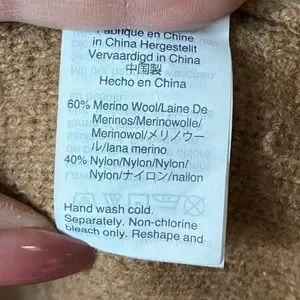 Fabrique en Chine
in China Hergestelit
Vervaardigd in China
中国製
Hecho en China
60% Merino Wool/Laine De
Merinos/Merinowolle/
Merinowol/メリノウー
ル/lana merino
40% Nylon/Nylon/Nylon/
Nylon/ナイロン/nailon
Hand wash cold.
Separately. Non-chlorine
bleach only. Reshape and